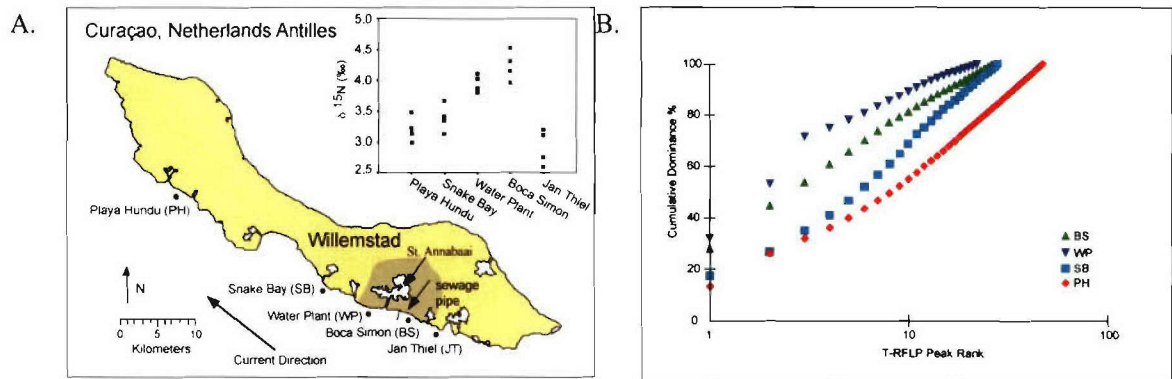 A.
Curaçao, Netherlands Antilles
δ 15N (‰)
5.0
4.5
4.0
3.5
3.0
2.5
Playa Hundu
Snake Bay
Water Plant
Boca Simon
Jan Thiel
Playa Hundu (PH)
Willemstad
St. Annabaai
sewage
pipe
Snake Bay (SB)
Water Plant (WP)
Boca Simon (BS)
Jan Thiel (JT)
N
0 5 10
Kilometers
Current Direction
B.
Cumulative Dominance %
100
80
60
40
20
0
BS
WP
SB
PH
1 10 100
T-RFLP Peak Rank